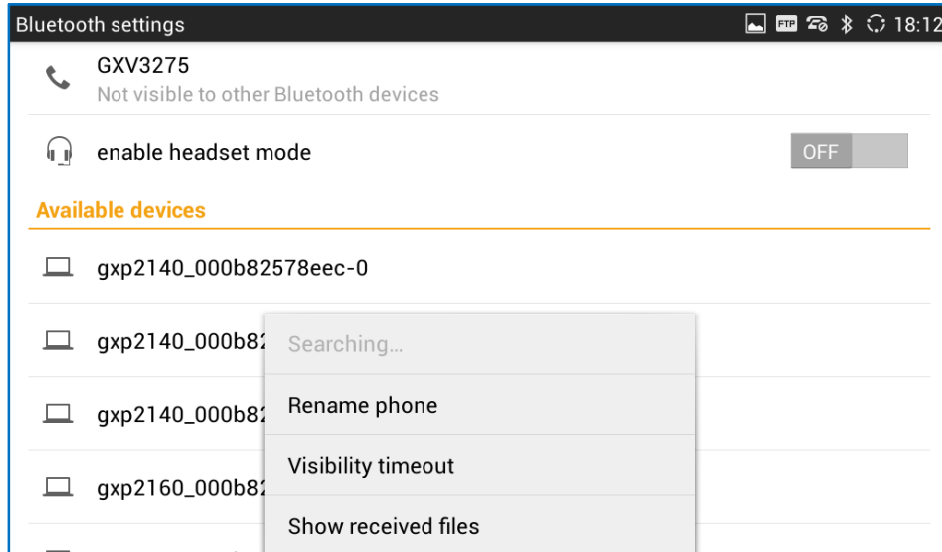 Bluetooth settings FTP 18:12
GXV3275
Not visible to other Bluetooth devices
enable headset mode OFF
Available devices
gxp2140_000b82578eec-0
gxp2140_000b82
Searching...
gxp2140_000b82
Rename phone
Visibility timeout
gxp2160_000b82
Show received files